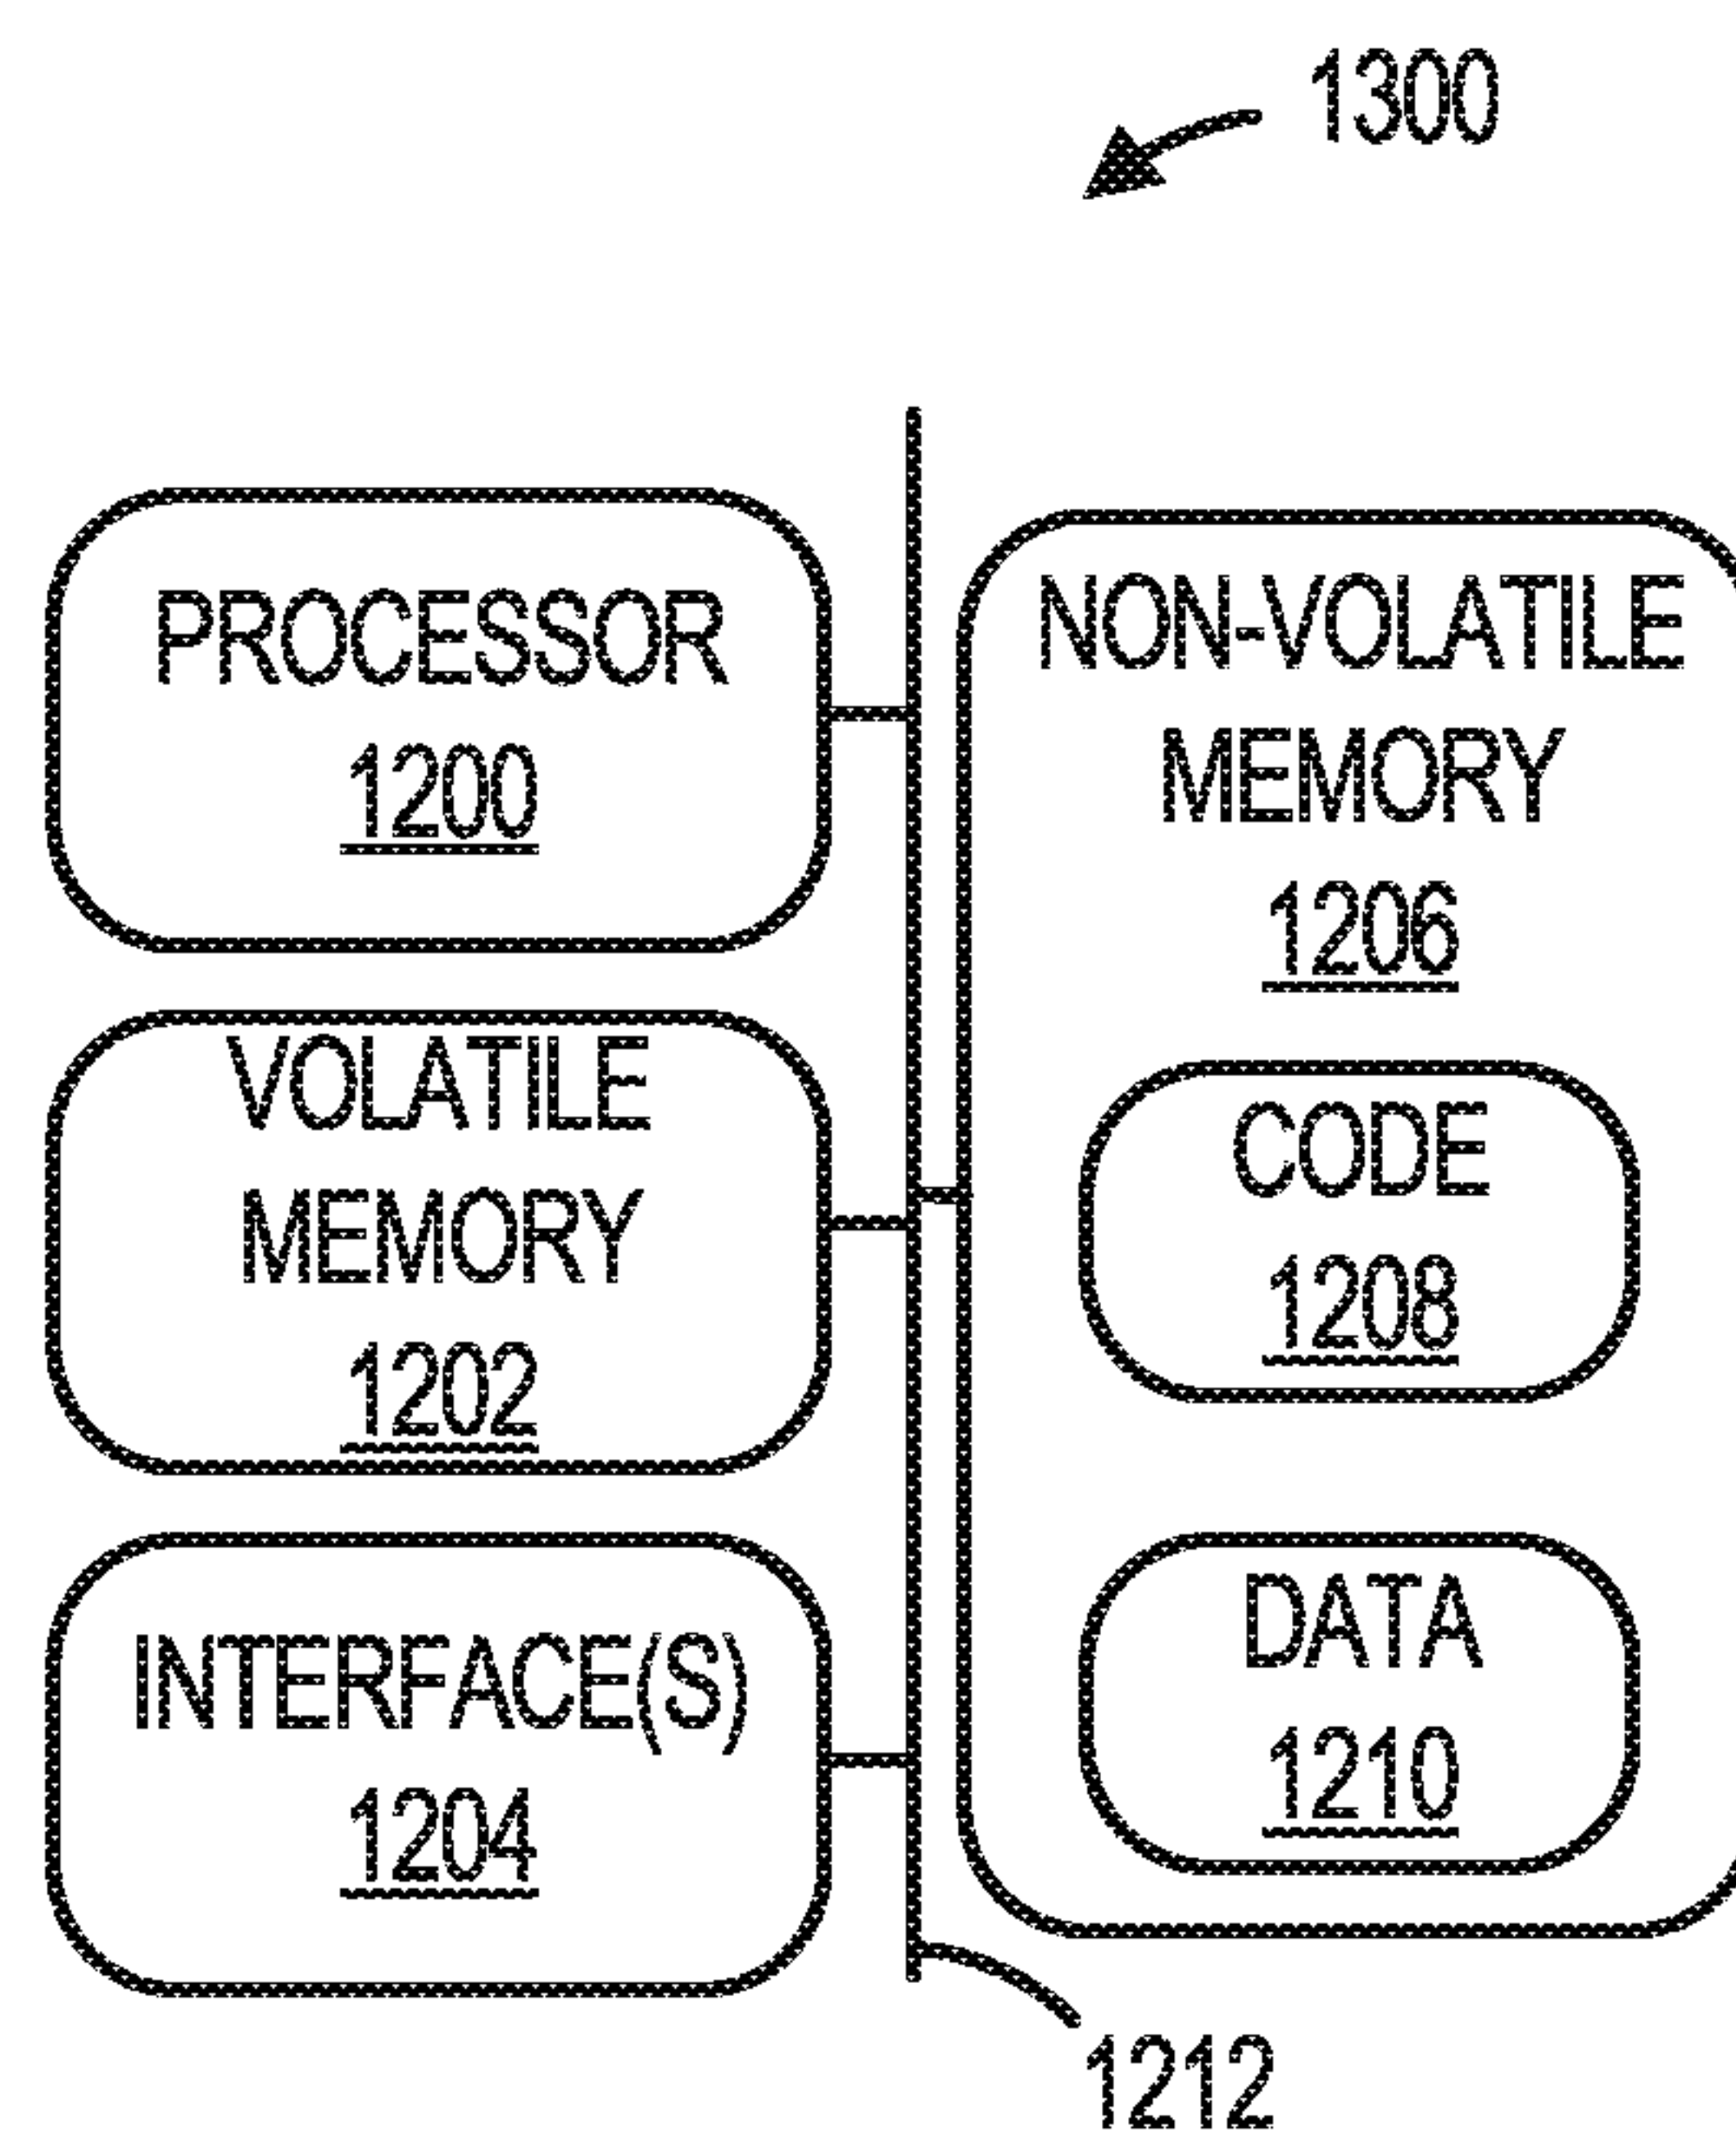 1300
PROCESSOR
1200
VOLATILE
MEMORY
1202
INTERFACE(S)
1204
NON-VOLATILE
MEMORY
1206
CODE
1208
DATA
1210
1212